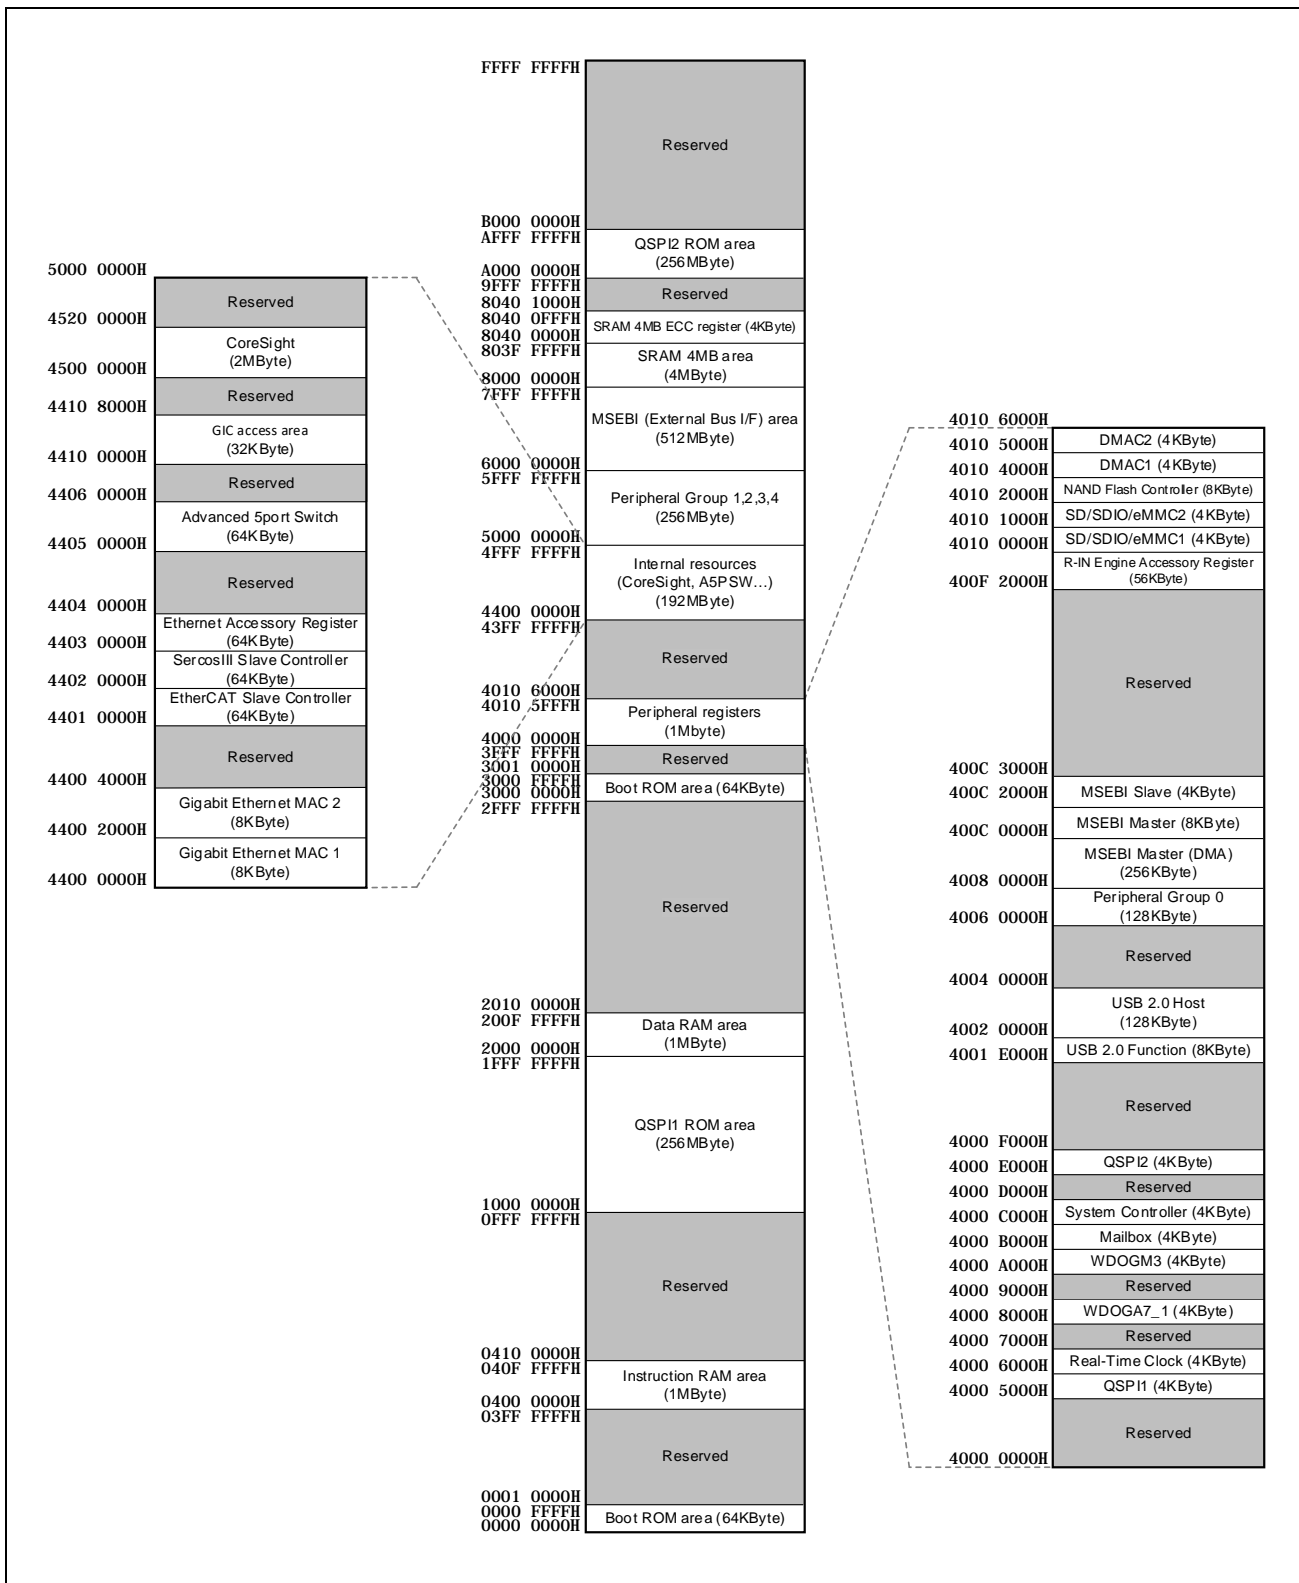 FFFF FFFFH
Reserved
B000 0000H
AFFF FFFFH
QSPI2 ROM area
(256MByte)
A000 0000H
9FFF FFFFH
Reserved
8040 1000H
8040 0FFFH
SRAM 4MB ECC register (4KByte)
8040 0000H
803F FFFFH
SRAM 4MB area
(4MByte)
8000 0000H
7FFF FFFFH
MSEBI (External Bus I/F) area
(512MByte)
6000 0000H
5FFF FFFFH
Peripheral Group 1,2,3,4
(256MByte)
5000 0000H
4FFF FFFFH
Internal resources
(CoreSight, A5PSW...)
(192MByte)
4400 0000H
43FF FFFFH
Reserved
4010 6000H
4010 5FFFH
Peripheral registers
(1Mbyte)
4000 0000H
3FFF FFFFH
Reserved
3001 0000H
3000 FFFFH
Boot ROM area (64KByte)
3000 0000H
2FFF FFFFH
Reserved
2010 0000H
200F FFFFH
Data RAM area
(1MByte)
2000 0000H
1FFF FFFFH
QSPI1 ROM area
(256MByte)
1000 0000H
0FFF FFFFH
Reserved
0410 0000H
040F FFFFH
Instruction RAM area
(1MByte)
0400 0000H
03FF FFFFH
Reserved
0001 0000H
0000 FFFFH
Boot ROM area (64KByte)
0000 0000H
5000 0000H
Reserved
4520 0000H
CoreSight
(2MByte)
4500 0000H
Reserved
4410 8000H
GIC access area
(32KByte)
4410 0000H
Reserved
4406 0000H
Advanced 5port Switch
(64KByte)
4405 0000H
Reserved
4404 0000H
Ethernet Accessory Register
(64KByte)
4403 0000H
SercosIII Slave Controller
(64KByte)
4402 0000H
EtherCAT Slave Controller
(64KByte)
4401 0000H
Reserved
4400 4000H
Gigabit Ethernet MAC 2
(8KByte)
4400 2000H
Gigabit Ethernet MAC 1
(8KByte)
4400 0000H
4010 6000H
DMAC2 (4KByte)
4010 5000H
DMAC1 (4KByte)
4010 4000H
NAND Flash Controller (8KByte)
4010 2000H
SD/SDIO/eMMC2 (4KByte)
4010 1000H
SD/SDIO/eMMC1 (4KByte)
4010 0000H
R-IN Engine Accessory Register
(56KByte)
400F 2000H
Reserved
400C 3000H
MSEBI Slave (4KByte)
400C 2000H
MSEBI Master (8KByte)
400C 0000H
MSEBI Master (DMA)
(256KByte)
4008 0000H
Peripheral Group 0
(128KByte)
4006 0000H
Reserved
4004 0000H
USB 2.0 Host
(128KByte)
4002 0000H
USB 2.0 Function (8KByte)
4001 E000H
Reserved
4000 F000H
QSPI2 (4KByte)
4000 E000H
Reserved
4000 D000H
System Controller (4KByte)
4000 C000H
Mailbox (4KByte)
4000 B000H
WDOGM3 (4KByte)
4000 A000H
Reserved
4000 9000H
WDOGA7_1 (4KByte)
4000 8000H
Reserved
4000 7000H
Real-Time Clock (4KByte)
4000 6000H
QSPI1 (4KByte)
4000 5000H
Reserved
4000 0000H